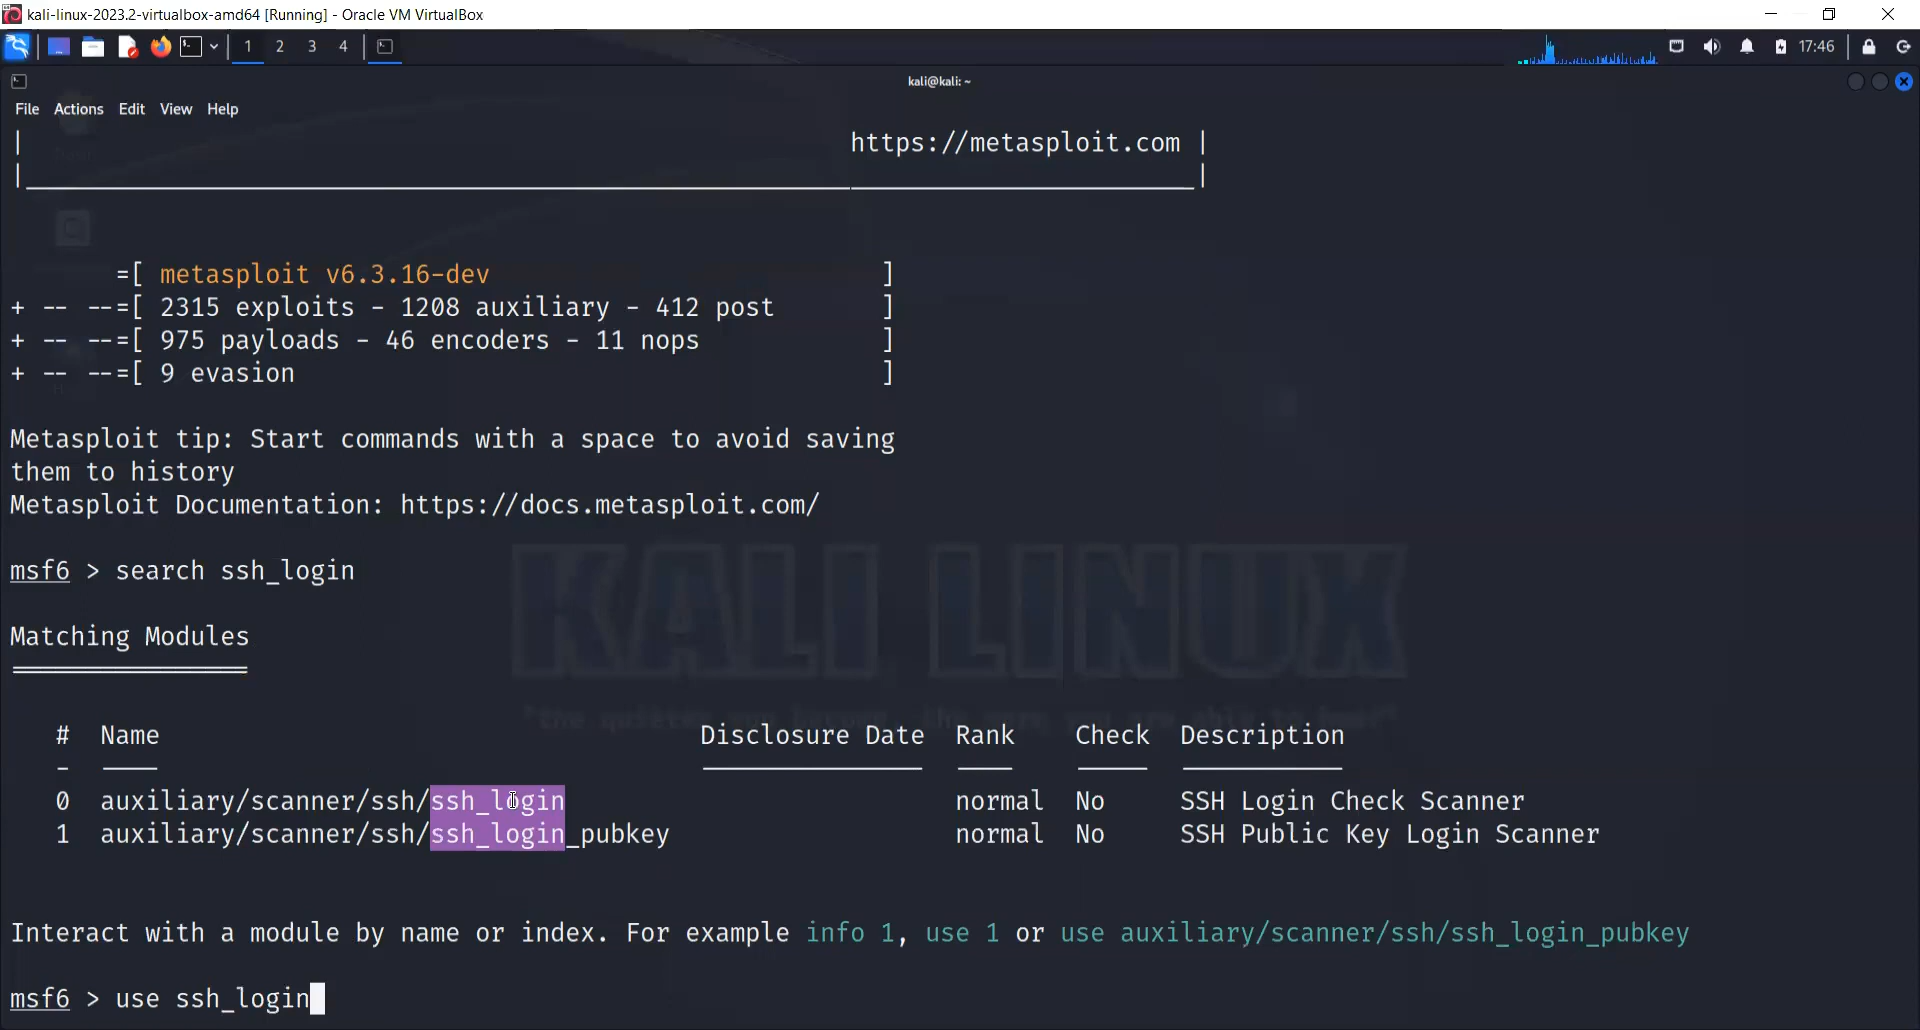 kali-linux-2023.2-virtualbox-amd64 [Running] - Oracle VM VirtualBox
1 2 3 4 17:46
kali@kali: ~
File Actions Edit View Help
| https://metasploit.com |
|__________________________________________________________________________|
=[ metasploit v6.3.16-dev ]
+ -- --=[ 2315 exploits - 1208 auxiliary - 412 post ]
+ -- --=[ 975 payloads - 46 encoders - 11 nops ]
+ -- --=[ 9 evasion ]
Metasploit tip: Start commands with a space to avoid saving
them to history
Metasploit Documentation: https://docs.metasploit.com/
msf6 > search ssh_login
KALI LINUX
Matching Modules
================
# Name Disclosure Date Rank Check Description
- ---- --------------- ---- ----- -----------
0 auxiliary/scanner/ssh/ssh_login normal No SSH Login Check Scanner
1 auxiliary/scanner/ssh/ssh_login_pubkey normal No SSH Public Key Login Scanner
Interact with a module by name or index. For example info 1, use 1 or use auxiliary/scanner/ssh/ssh_login_pubkey
msf6 > use ssh_login